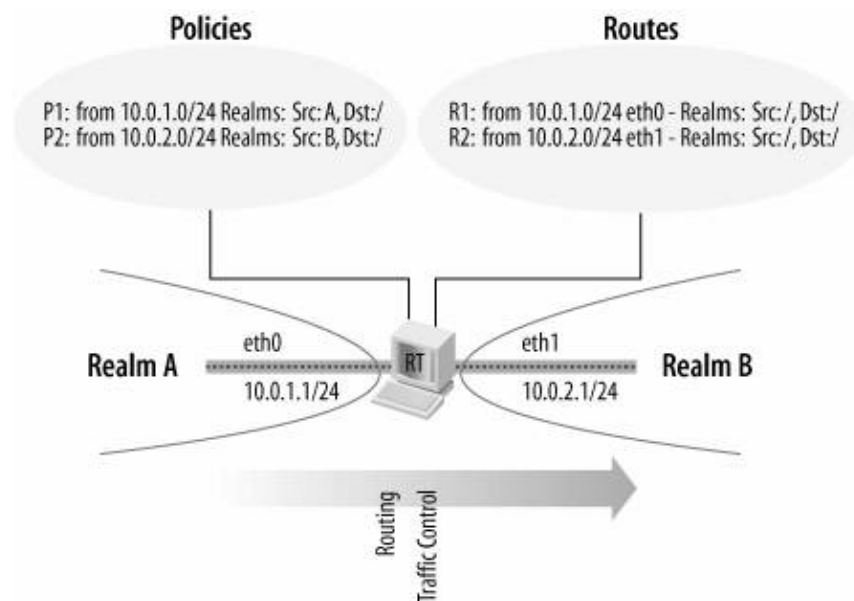 Policies
P1: from 10.0.1.0/24 Realms: Src: A, Dst:/
P2: from 10.0.2.0/24 Realms: Src: B, Dst:/
Routes
R1: from 10.0.1.0/24 eth0 - Realms: Src:/, Dst:/
R2: from 10.0.2.0/24 eth1 - Realms: Src:/, Dst:/
Realm A
eth0
10.0.1.1/24
RT
eth1
10.0.2.1/24
Realm B
Routing
Traffic Control